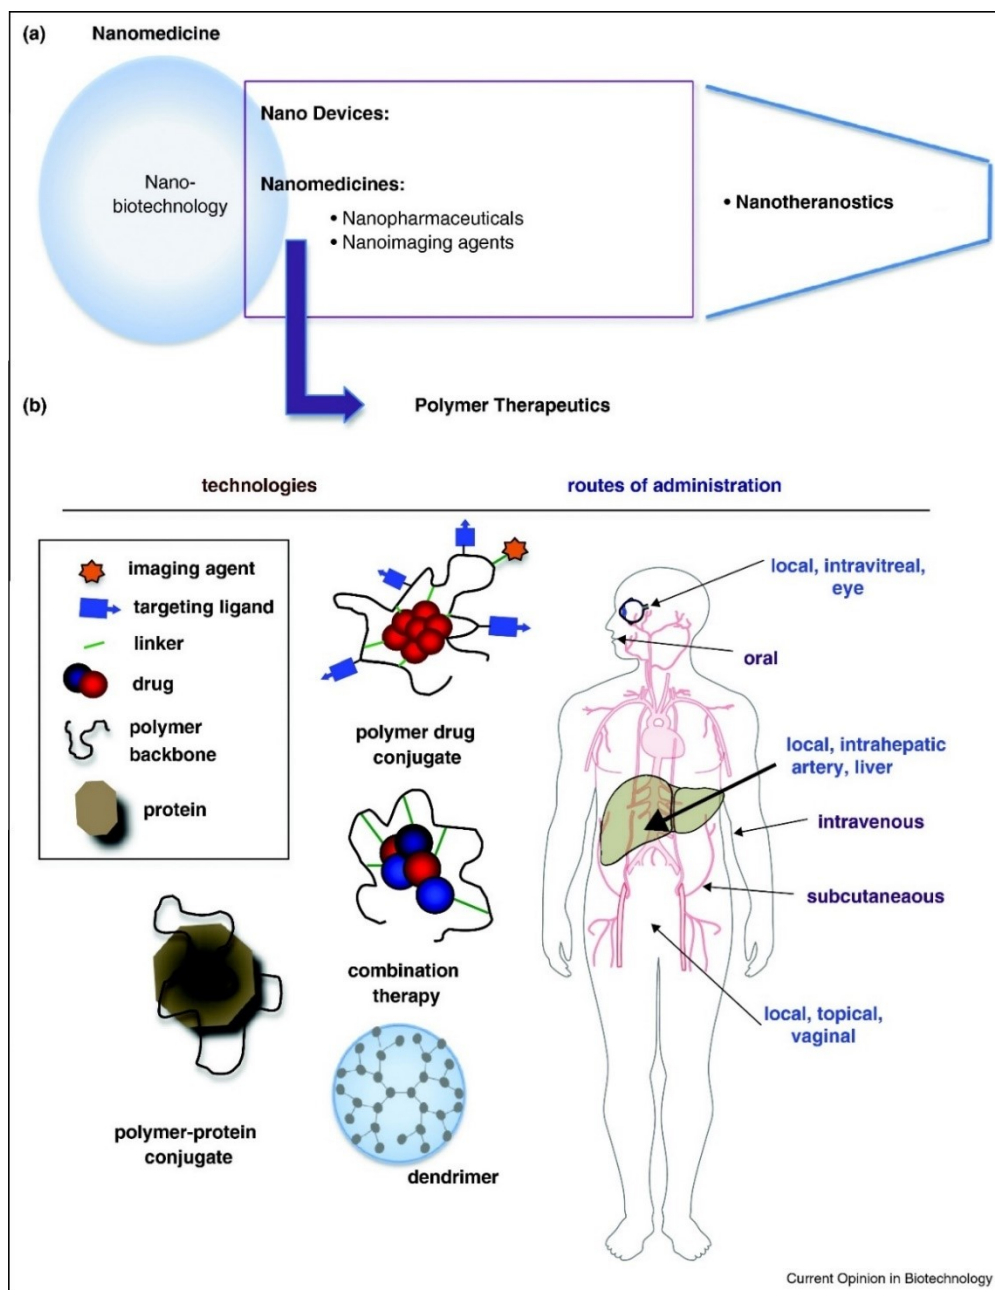 (a) Nanomedicine
Nano Devices:
Nano-
biotechnology
Nanomedicines:
• Nanopharmaceuticals
• Nanoimaging agents
• Nanotheranostics
(b)
Polymer Therapeutics
technologies
routes of administration
imaging agent
targeting ligand
linker
drug
polymer
backbone
protein
polymer drug
conjugate
combination
therapy
polymer-protein
conjugate
dendrimer
local, intravitreal,
eye
oral
local, intrahepatic
artery, liver
intravenous
subcutaneaous
local, topical,
vaginal
Current Opinion in Biotechnology